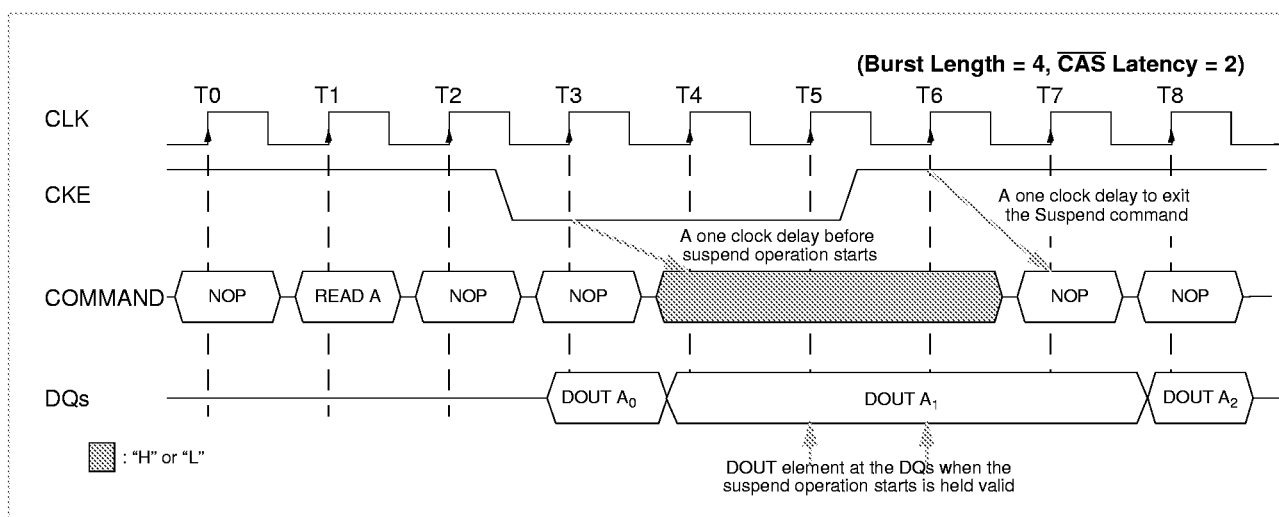 (Burst Length = 4, CAS Latency = 2)
T0 T1 T2 T3 T4 T5 T6 T7 T8
CLK
CKE
A one clock delay to exit
the Suspend command
A one clock delay before
suspend operation starts
COMMAND NOP READ A NOP NOP NOP NOP
DQs DOUT A0 DOUT A1 DOUT A2
: “H” or “L”
DOUT element at the DQs when the
suspend operation starts is held valid